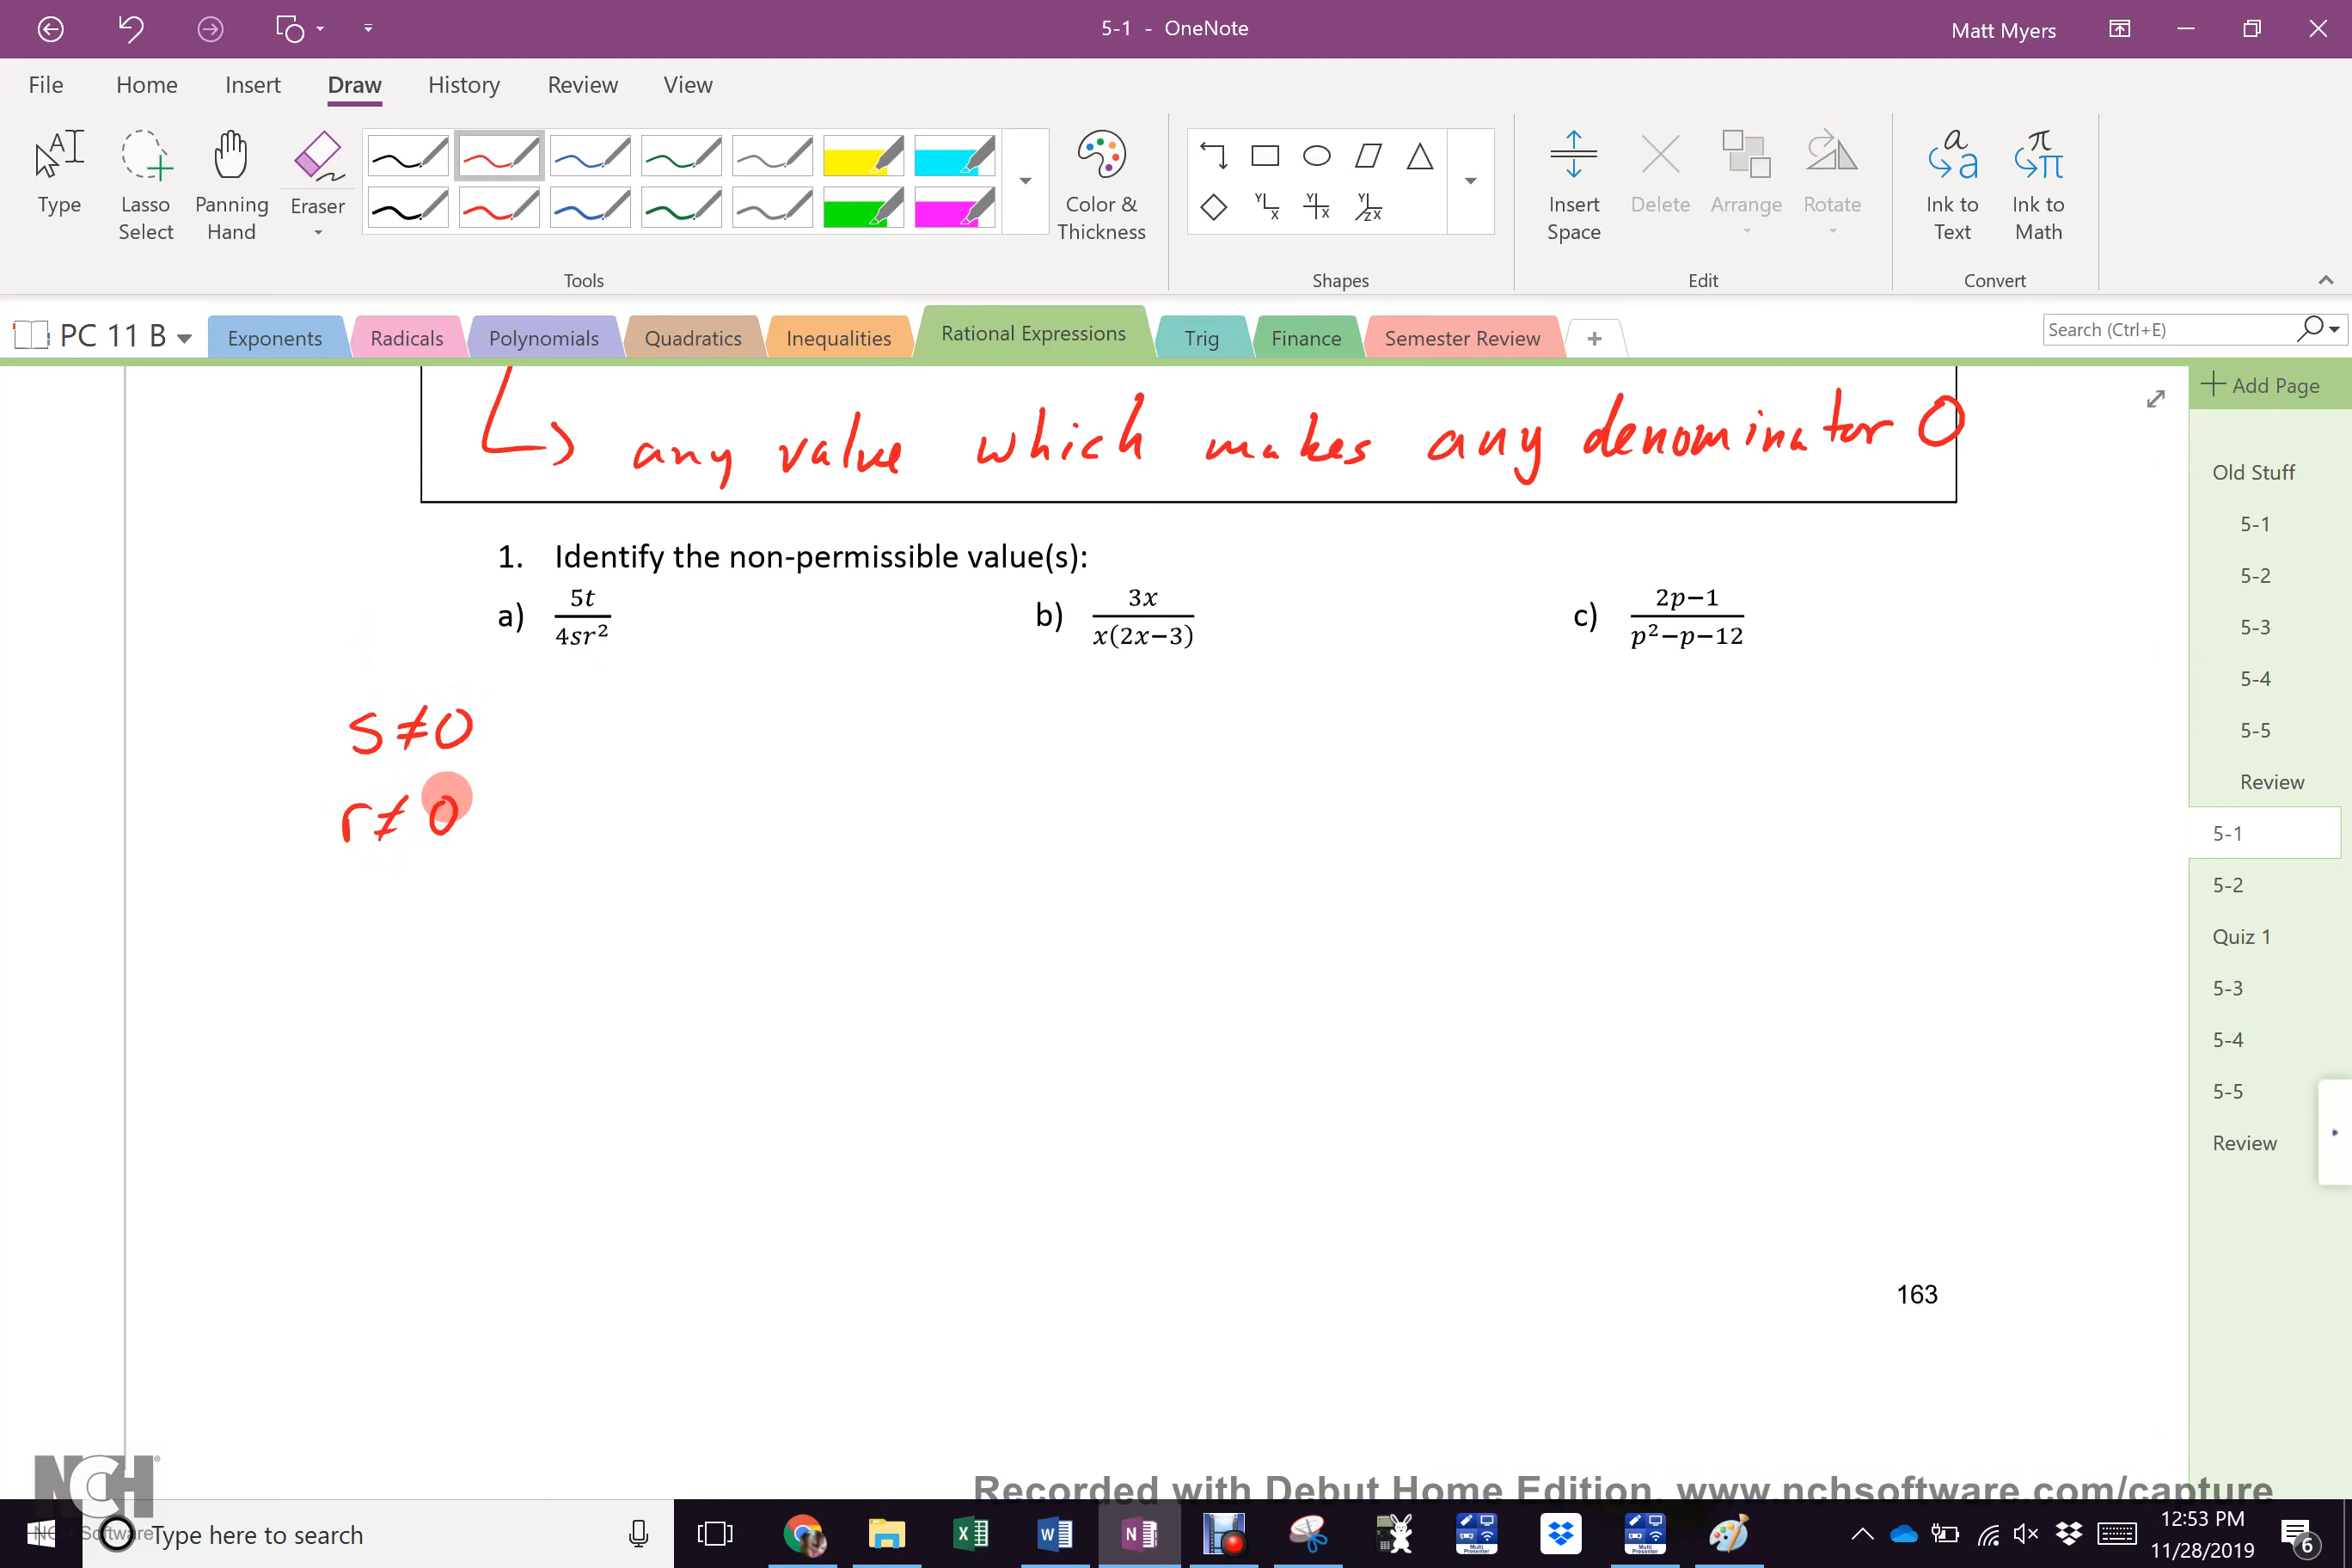 5-1 - OneNote
Matt Myers
File Home Insert Draw History Review View
Type
Lasso Select
Panning Hand
Eraser
Color & Thickness
Insert Space
Delete
Arrange
Rotate
Ink to Text
Ink to Math
Tools
Shapes
Edit
Convert
PC 11 B
Exponents
Radicals
Polynomials
Quadratics
Inequalities
Rational Expressions
Trig
Finance
Semester Review
Search (Ctrl+E)
any value which makes any denominator 0
1. Identify the non-permissible value(s):
a) 5t / 4sr²
b) 3x / x(2x−3)
c) 2p−1 / p²−p−12
s ≠ 0
r ≠ 0
163
Add Page
Old Stuff
5-1
5-2
5-3
5-4
5-5
Review
5-1
5-2
Quiz 1
5-3
5-4
5-5
Review
NCH
NCH Software
Recorded with Debut Home Edition. www.nchsoftware.com/capture
Type here to search
12:53 PM
11/28/2019
6